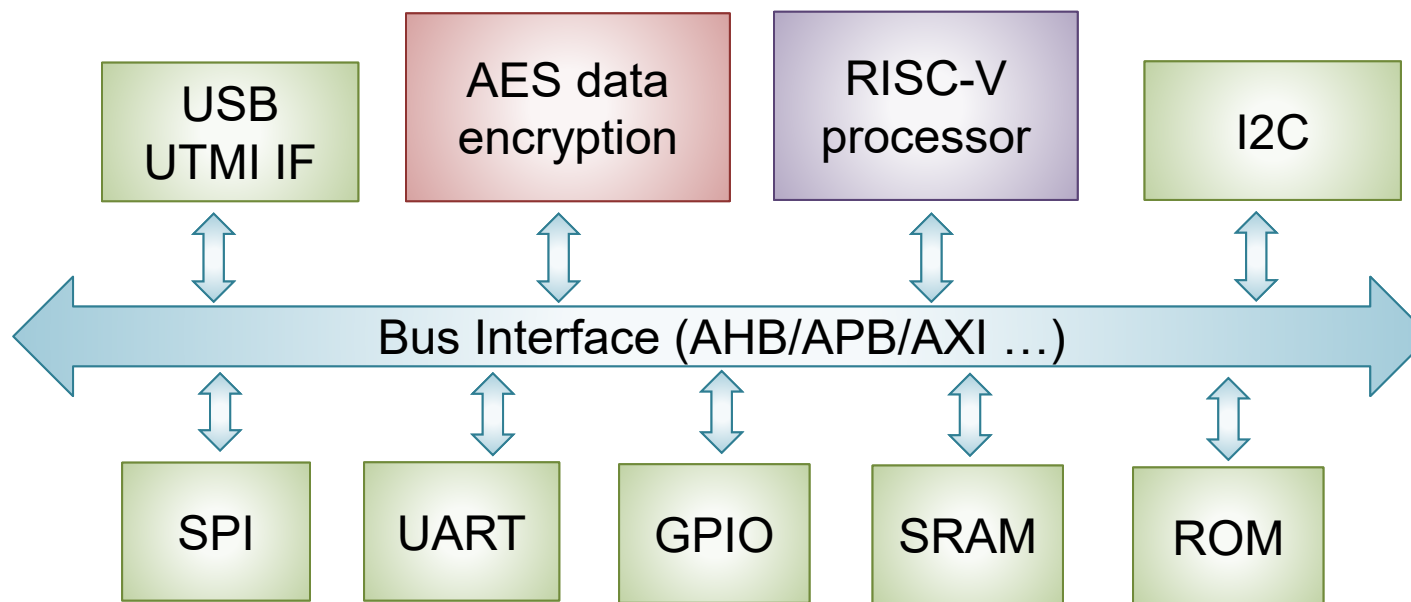 USB
UTMI IF
AES data
encryption
RISC-V
processor
I2C
Bus Interface (AHB/APB/AXI …)
SPI
UART
GPIO
SRAM
ROM